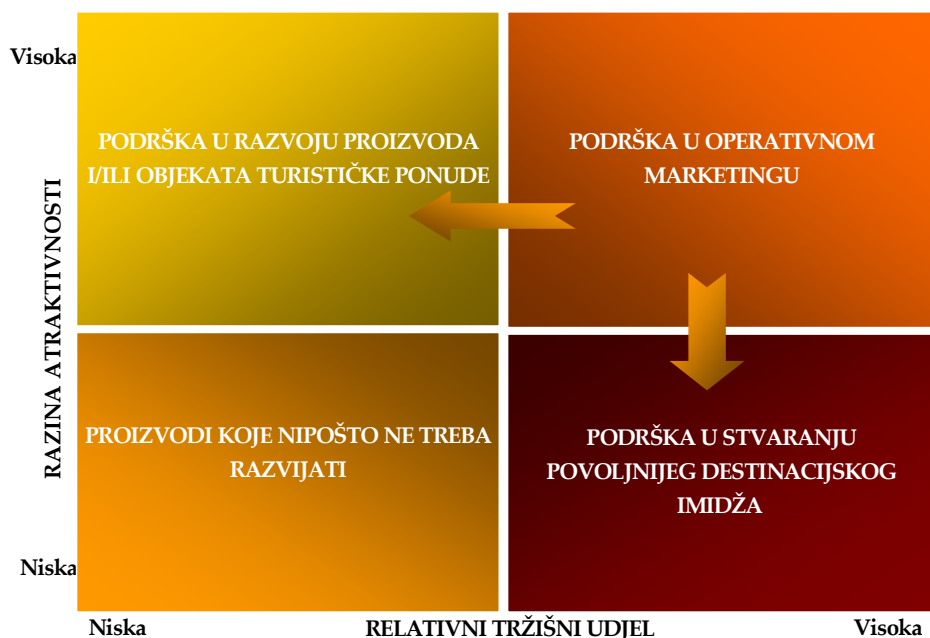 Visoka
PODRŠKA U RAZVOJU PROIZVODA
I/ILI OBJEKATA TURISTIČKE PONUDE
PODRŠKA U OPERATIVNOM
MARKETINGU
RAZINA ATRAKTIVNOSTI
PROIZVODI KOJE NIPOŠTO NE TREBA
RAZVIJATI
PODRŠKA U STVARANJU
POVOLJNIJEG DESTINACIJSKOG
IMIDŽA
Niska
Niska
RELATIVNI TRŽIŠNI UDJEL
Visoka